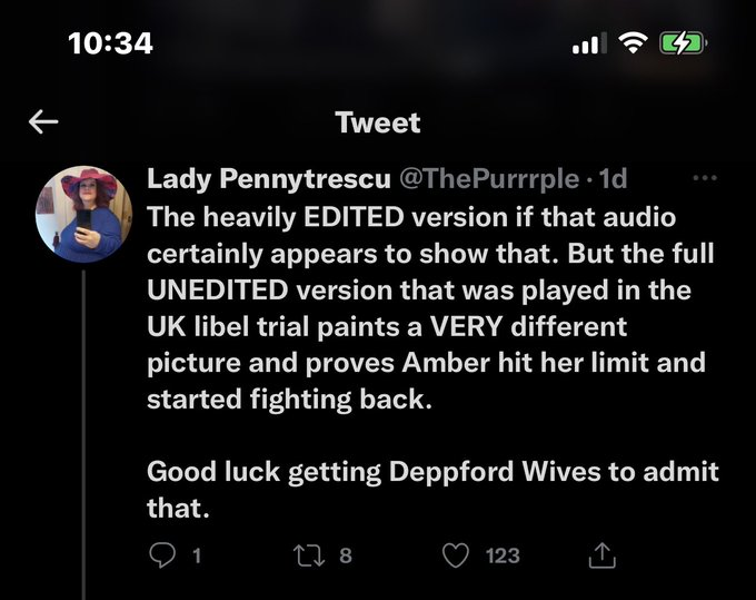 10:34
Tweet
Lady Pennytrescu @ThePurrrple · 1d
The heavily EDITED version if that audio
certainly appears to show that. But the full
UNEDITED version that was played in the
UK libel trial paints a VERY different
picture and proves Amber hit her limit and
started fighting back.
Good luck getting Deppford Wives to admit
that.
1 8 123